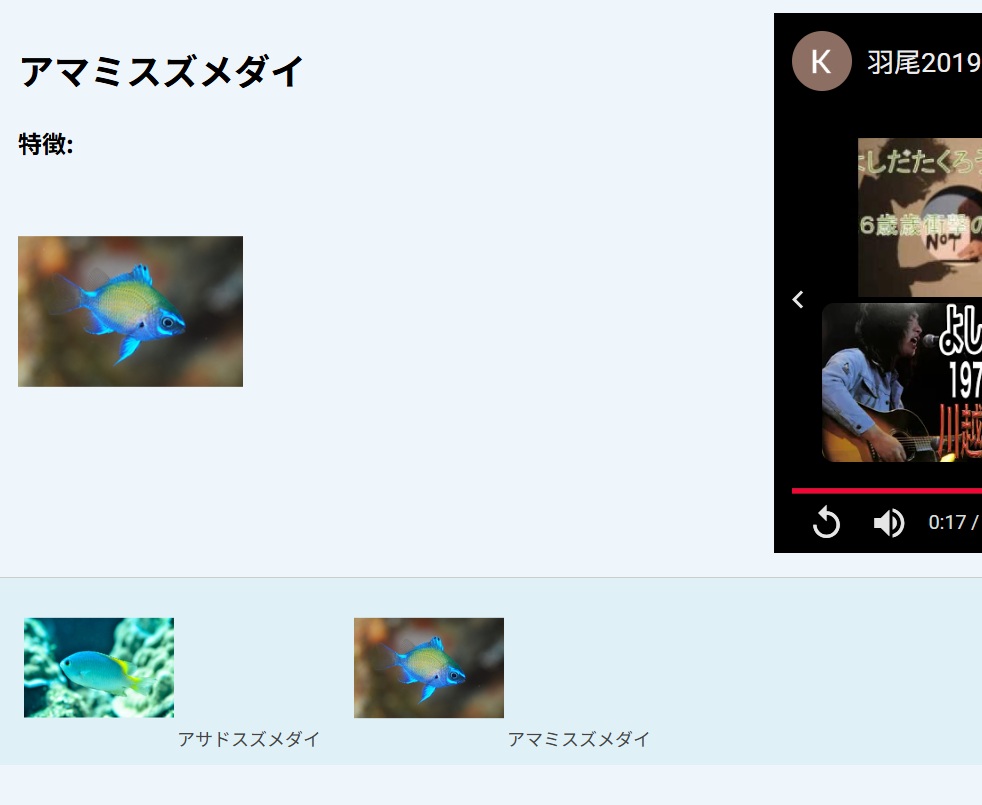 アマミスズメダイ
特徴:
K
羽尾2019
しだたくろう
6歳歳衝撃の
NOT
よし
197
川越
0:17 /
アサドスズメダイ
アマミスズメダイ